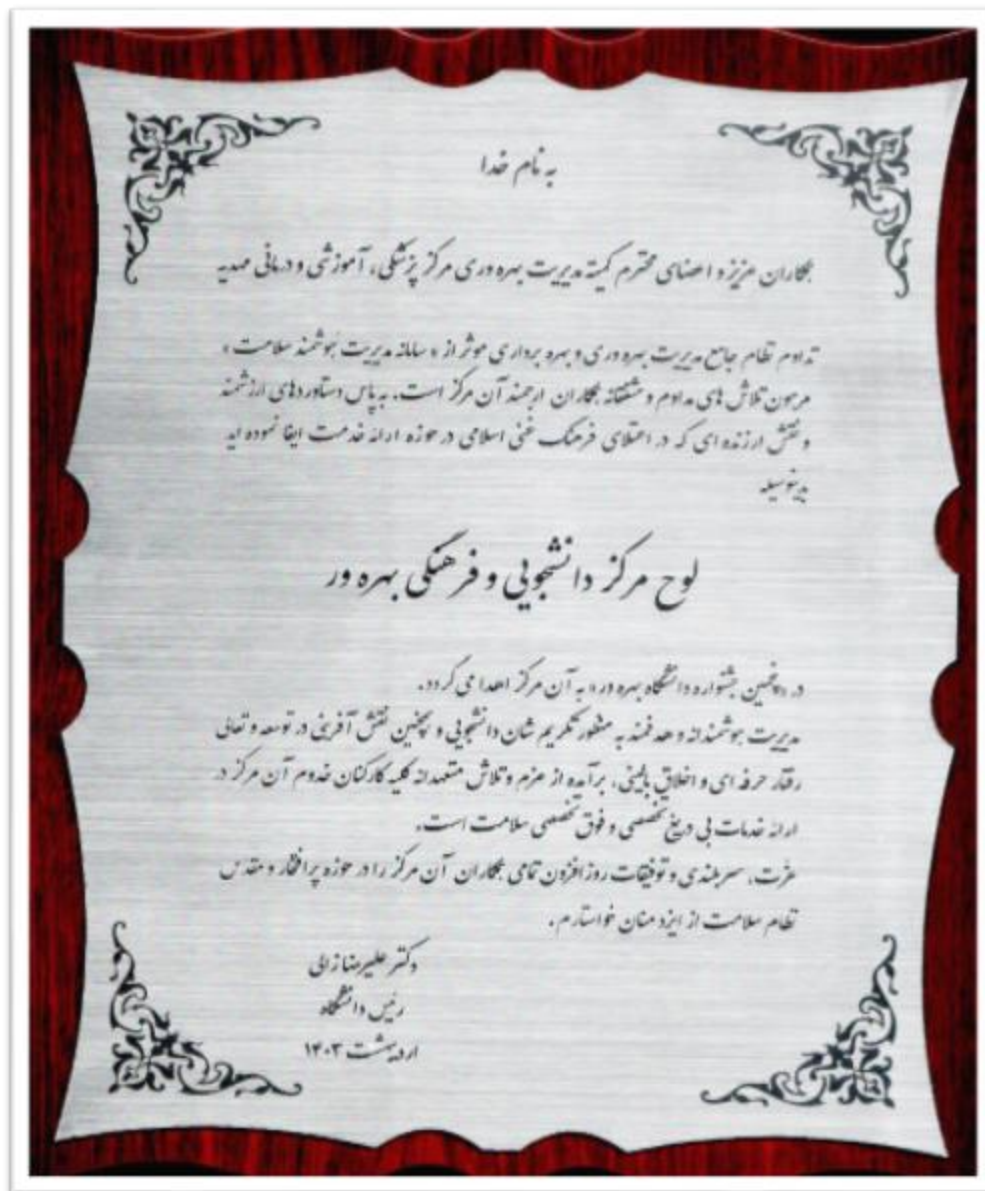 به نام خدا
همکاران عزیز و اعضای محترم کمیته مدیریت بهره وری مرکز پزشکی، آموزشی و درمانی مهدیه
تداوم نظام جامع مدیریت بهره وری و بهره برداری موثر از « سامانه مدیریت هوشمند سلامت »
مرهون تلاش های مداوم و مشفقانه همکاران ارجمند آن مرکز است. به پاس دستاوردهای ارزشمند
و نقش ارزنده ای که در اعتلای فرهنگ غنی اسلامی در حوزه ارائه خدمت ایفا نموده اید
بدینوسیله
لوح مرکز دانشجویی و فرهنگی بهره ور
در «پنجمین جشنواره دانشگاه بهره ور» به آن مرکز اهدا می گردد.
مدیریت هوشمندانه و هدفمند به منظور تکریم شان دانشجویی و همچنین نقش آفرینی در توسعه و تعالی
رفتار حرفه ای و اخلاق بالینی، برآمده از عزم و تلاش متعهدانه کلیه کارکنان خدوم آن مرکز در
ارائه خدمات بی دریغ تخصصی و فوق تخصصی سلامت است.
عزت، سربلندی و توفیقات روزافزون تمامی همکاران آن مرکز را در حوزه پرافتخار و مقدس
نظام سلامت از ایزد منان خواستارم.
دکتر علیرضا زالی
رئیس دانشگاه
اردیبهشت ۱۴۰۳